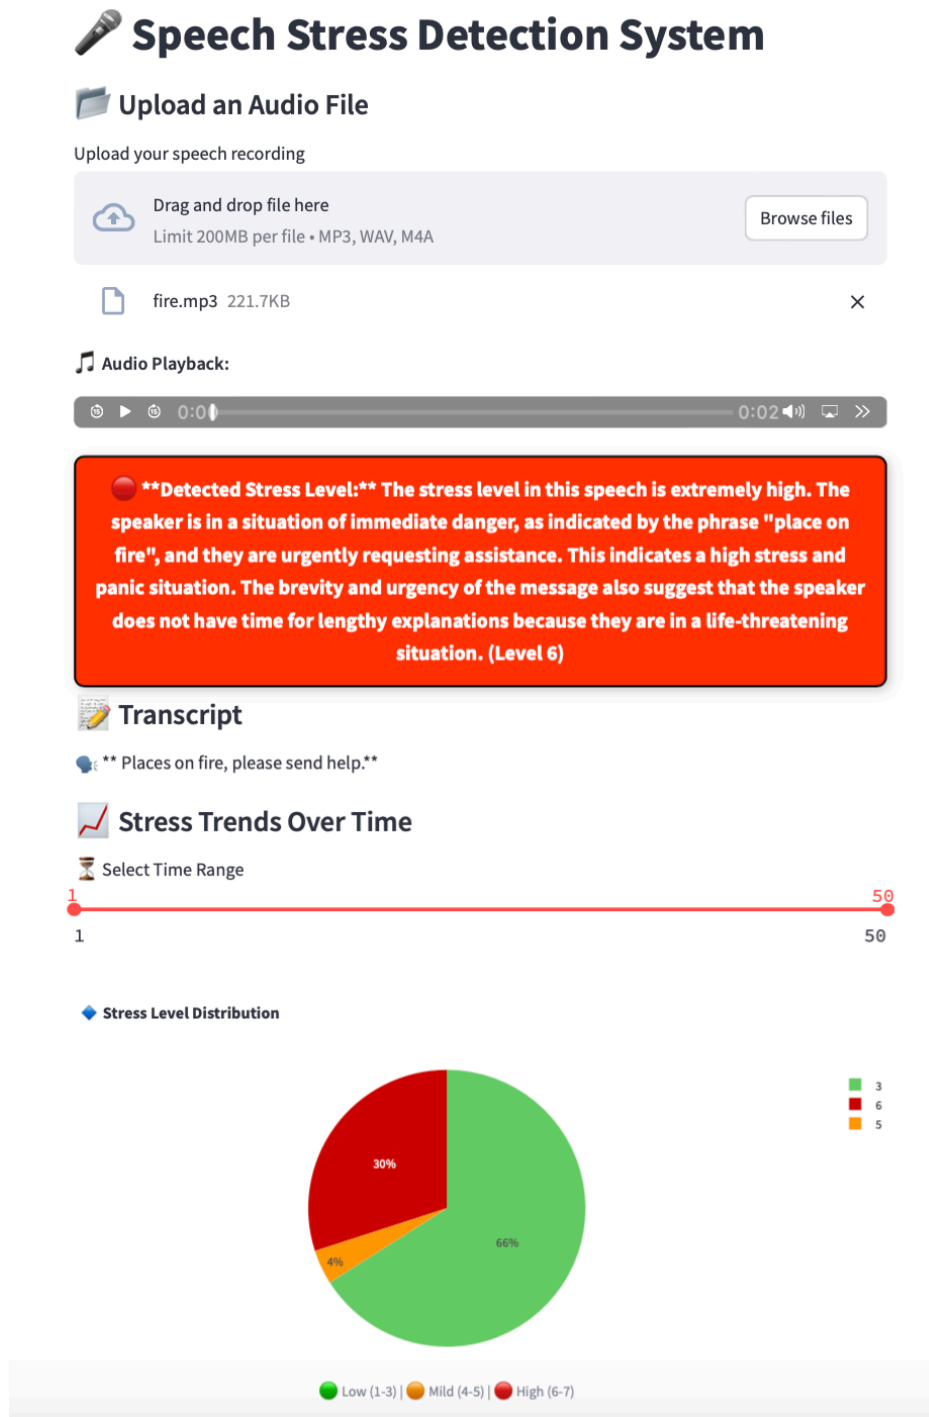 🎤 Speech Stress Detection System
📂 Upload an Audio File
Upload your speech recording
Drag and drop file here
Limit 200MB per file • MP3, WAV, M4A
Browse files
fire.mp3 221.7KB
🎵 Audio Playback:
15 15 0:00 0:02
🔴 **Detected Stress Level:** The stress level in this speech is extremely high. The
speaker is in a situation of immediate danger, as indicated by the phrase "place on
fire", and they are urgently requesting assistance. This indicates a high stress and
panic situation. The brevity and urgency of the message also suggest that the speaker
does not have time for lengthy explanations because they are in a life-threatening
situation. (Level 6)
📝 Transcript
🗣️ ** Places on fire, please send help.**
📈 Stress Trends Over Time
⏳ Select Time Range
1 50
1 50
🔹 Stress Level Distribution
3
6
5
30%
66%
4%
🟢 Low (1-3) | 🟠 Mild (4-5) | 🔴 High (6-7)